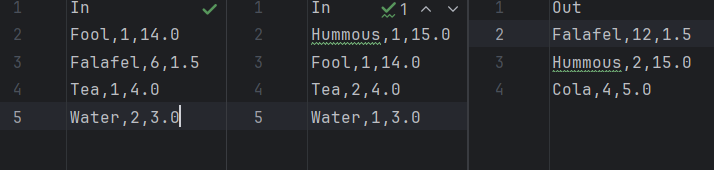 1 In
2 Fool,1,14.0
3 Falafel,6,1.5
4 Tea,1,4.0
5 Water,2,3.0
1 In 1
2 Hummous,1,15.0
3 Fool,1,14.0
4 Tea,2,4.0
5 Water,1,3.0
1 Out
2 Falafel,12,1.5
3 Hummous,2,15.0
4 Cola,4,5.0